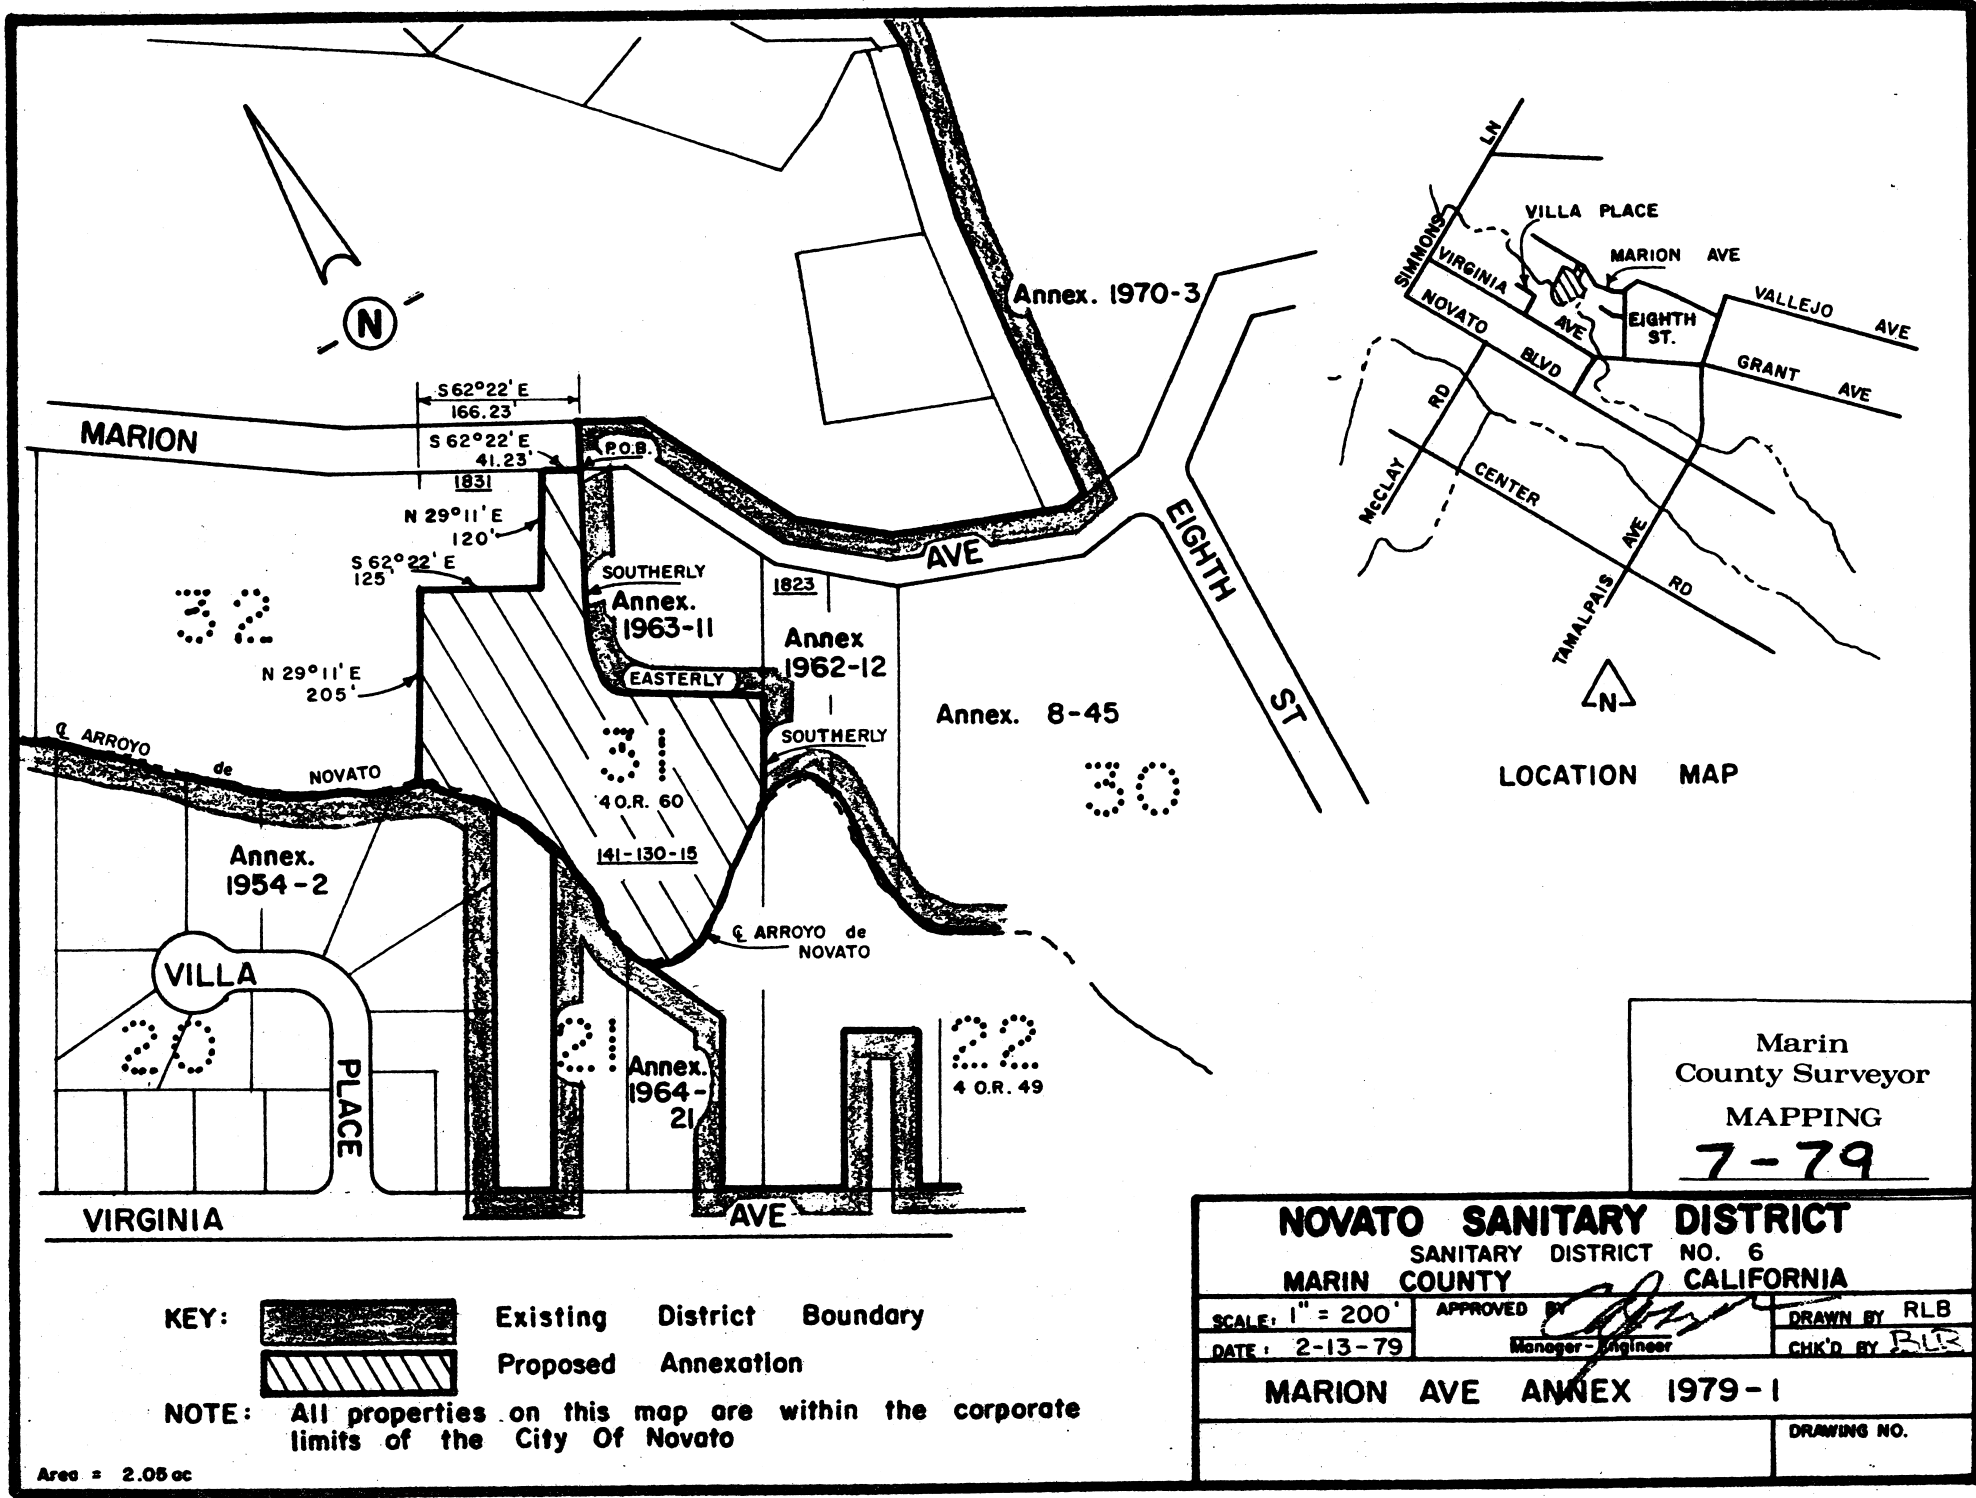 Annex. 1970-3
N
S 62°22' E
166.23'
MARION
S 62°22' E
41.23'
P.O.B.
1831
N 29°11' E
120'
S 62°22' E
125'
AVE
EIGHTH
ST
SOUTHERLY
Annex.
1963-11
1823
Annex
1962-12
32
N 29°11' E
205'
EASTERLY
SOUTHERLY
Annex. 8-45
30
31
4 O.R. 60
141-130-15
℄ ARROYO de NOVATO
Annex.
1954-2
℄ ARROYO de
NOVATO
VILLA
PLACE
20
21
22
4 O.R. 49
Annex.
1964-
21
VIRGINIA
AVE
LN
SIMMONS
VILLA PLACE
VIRGINIA
AVE
MARION AVE
NOVATO
BLVD
EIGHTH
ST.
VALLEJO AVE
GRANT AVE
RD
McCLAY
CENTER
RD
AVE
TAMALPAIS
N
LOCATION MAP
KEY:
Existing District Boundary
Proposed Annexation
NOTE: All properties on this map are within the corporate
limits of the City Of Novato
Area = 2.05 ac
Marin
County Surveyor
MAPPING
7-79
NOVATO SANITARY DISTRICT
SANITARY DISTRICT NO. 6
MARIN COUNTY CALIFORNIA
SCALE: 1" = 200'
APPROVED BY
Manager-Engineer
DRAWN BY RLB
DATE: 2-13-79
CHK'D BY BLR
MARION AVE ANNEX 1979-1
DRAWING NO.